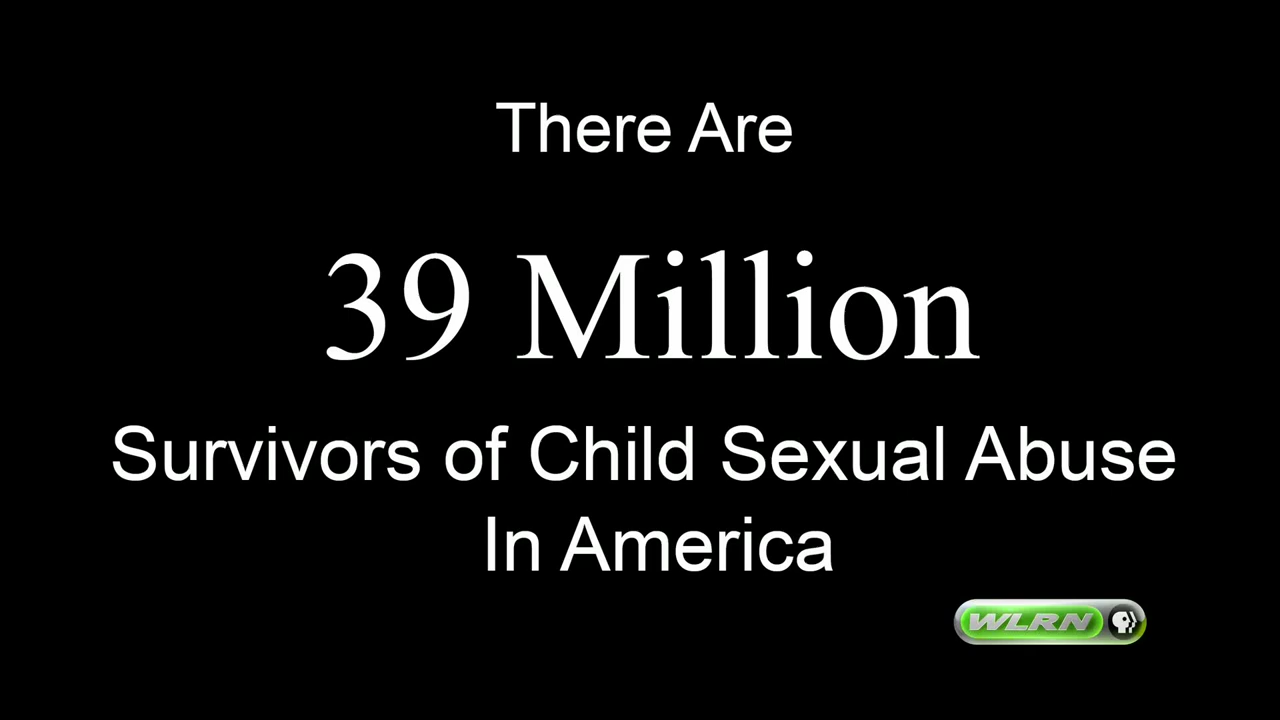 There Are
39 Million
Survivors of Child Sexual Abuse
In America
WLRN